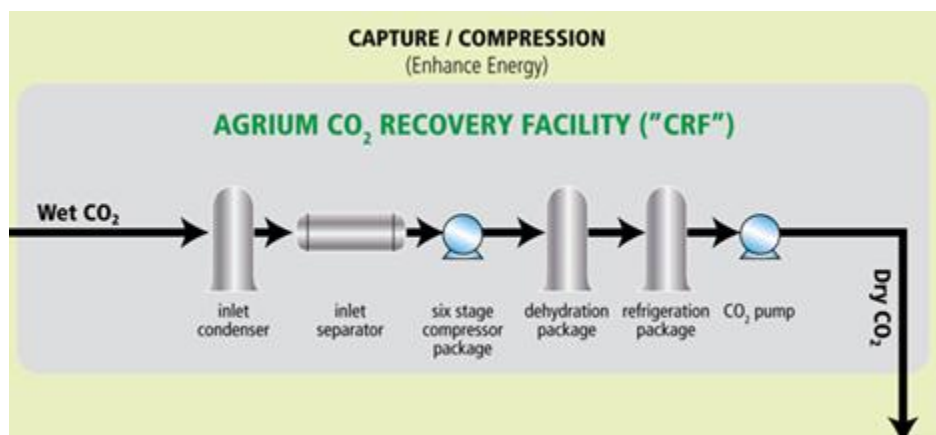 CAPTURE / COMPRESSION
(Enhance Energy)
AGRIUM CO₂ RECOVERY FACILITY ("CRF")
Wet CO₂
inlet
condenser
inlet
separator
six stage
compressor
package
dehydration
package
refrigeration
package
CO₂ pump
Dry CO₂